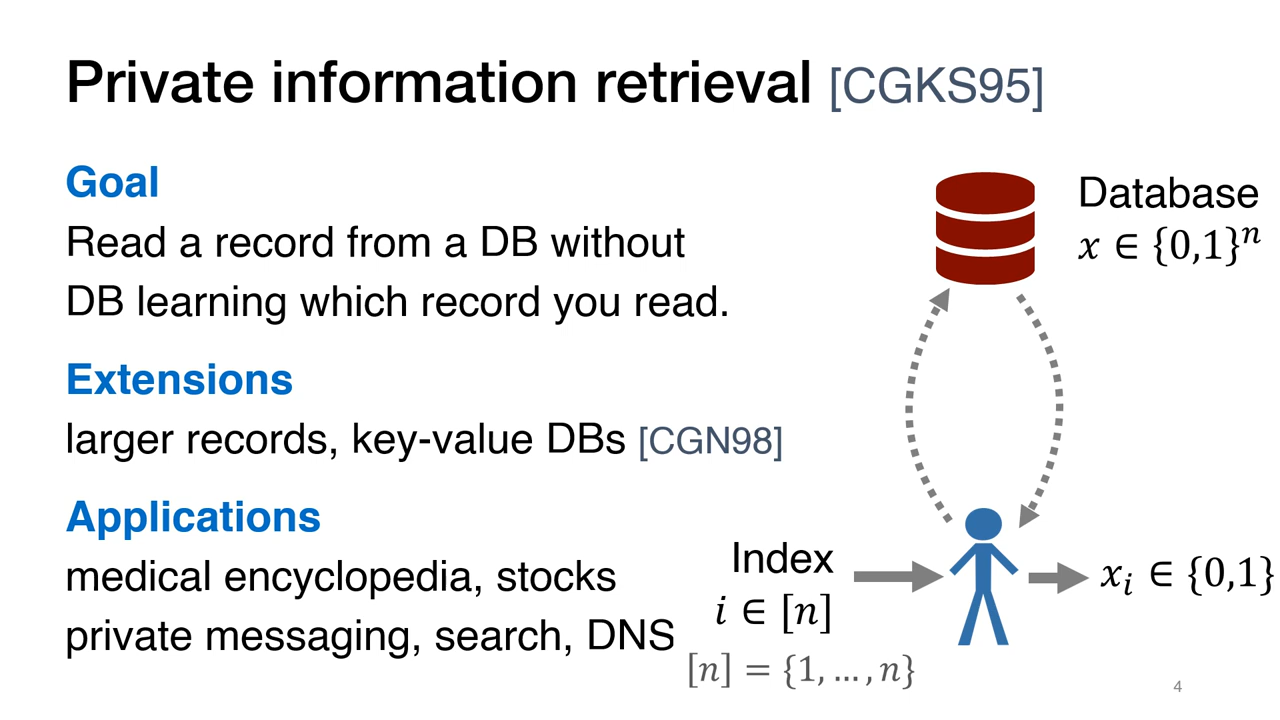 Private information retrieval [CGKS95]
Goal
Read a record from a DB without
DB learning which record you read.
Extensions
larger records, key-value DBs [CGN98]
Applications
medical encyclopedia, stocks
private messaging, search, DNS
Database
x ∈ {0,1}ⁿ
Index
i ∈ [n]
[n] = {1, … , n}
xᵢ ∈ {0,1}
4